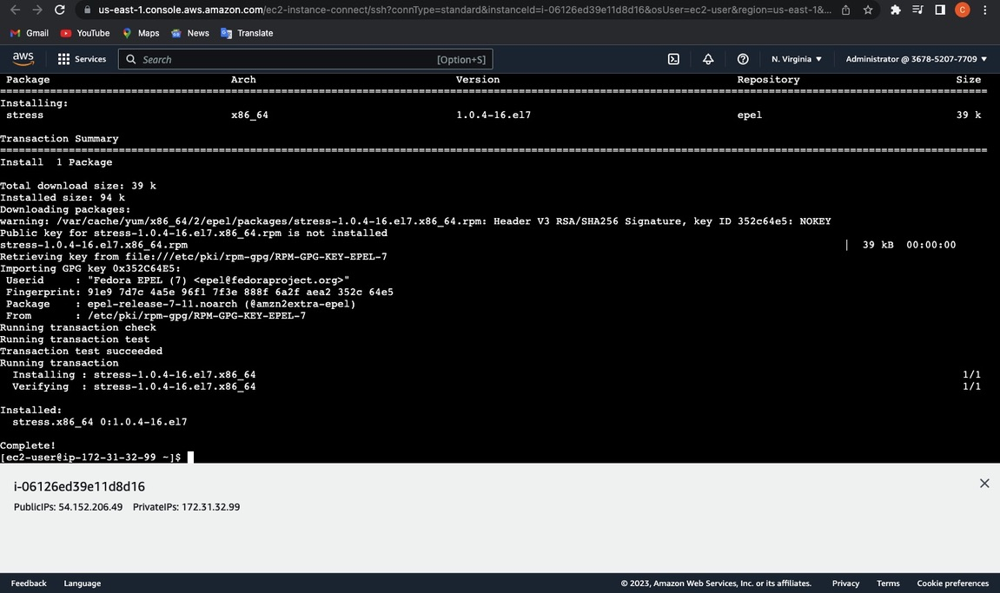 us-east-1.console.aws.amazon.com/ec2-instance-connect/ssh?connType=standard&instanceId=i-06126ed39e11d8d16&osUser=ec2-user&region=us-east-1&...
C
Gmail YouTube Maps News Translate
aws Services Search [Option+S] N. Virginia Administrator @ 3678-5207-7709
Package Arch Version Repository Size
================================================================================
Installing:
stress x86_64 1.0.4-16.el7 epel 39 k
Transaction Summary
================================================================================
Install 1 Package
Total download size: 39 k
Installed size: 94 k
Downloading packages:
warning: /var/cache/yum/x86_64/2/epel/packages/stress-1.0.4-16.el7.x86_64.rpm: Header V3 RSA/SHA256 Signature, key ID 352c64e5: NOKEY
Public key for stress-1.0.4-16.el7.x86_64.rpm is not installed
stress-1.0.4-16.el7.x86_64.rpm | 39 kB 00:00:00
Retrieving key from file:///etc/pki/rpm-gpg/RPM-GPG-KEY-EPEL-7
Importing GPG key 0x352C64E5:
Userid : "Fedora EPEL (7) <epel@fedoraproject.org>"
Fingerprint: 91e9 7d7c 4a5e 96f1 7f3e 888f 6a2f aea2 352c 64e5
Package : epel-release-7-11.noarch (@amzn2extra-epel)
From : /etc/pki/rpm-gpg/RPM-GPG-KEY-EPEL-7
Running transaction check
Running transaction test
Transaction test succeeded
Running transaction
Installing : stress-1.0.4-16.el7.x86_64 1/1
Verifying : stress-1.0.4-16.el7.x86_64 1/1
Installed:
stress.x86_64 0:1.0.4-16.el7
Complete!
[ec2-user@ip-172-31-32-99 ~]$
i-06126ed39e11d8d16
PublicIPs: 54.152.206.49 PrivateIPs: 172.31.32.99
Feedback Language © 2023, Amazon Web Services, Inc. or its affiliates. Privacy Terms Cookie preferences